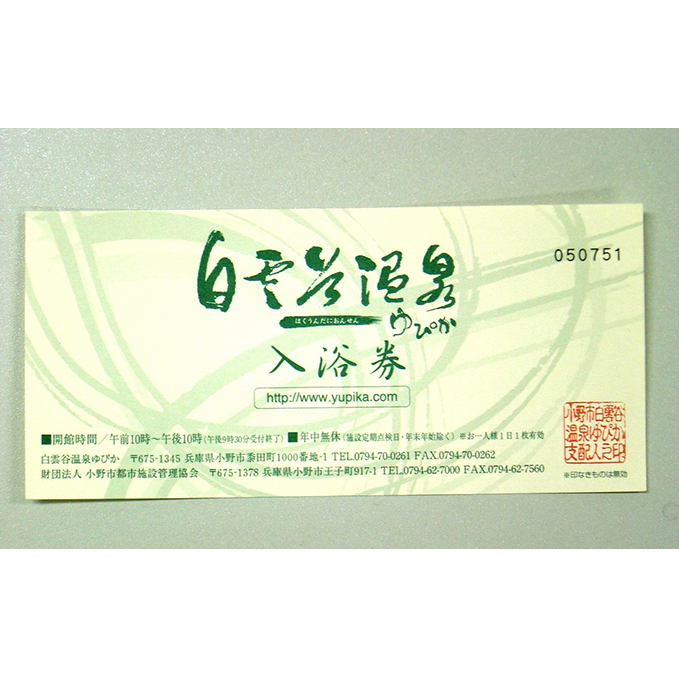 050751
白雲谷温泉
はくうんだにおんせん
ゆぴか
入浴券
http://www.yupika.com
■開館時間／午前10時～午後10時(午後9時30分受付終了) ■年中無休(施設定期点検日・年末年始除く) ※お一人様1日1枚有効
白雲谷温泉ゆぴか 〒675-1345 兵庫県小野市黍田町1000番地-1 TEL.0794-70-0261 FAX.0794-70-0262
財団法人 小野市都市施設管理協会 〒675-1378 兵庫県小野市王子町917-1 TEL.0794-62-7000 FAX.0794-62-7560
小野市白雲谷
温泉ゆぴか
支配人之印
※印なきものは無効